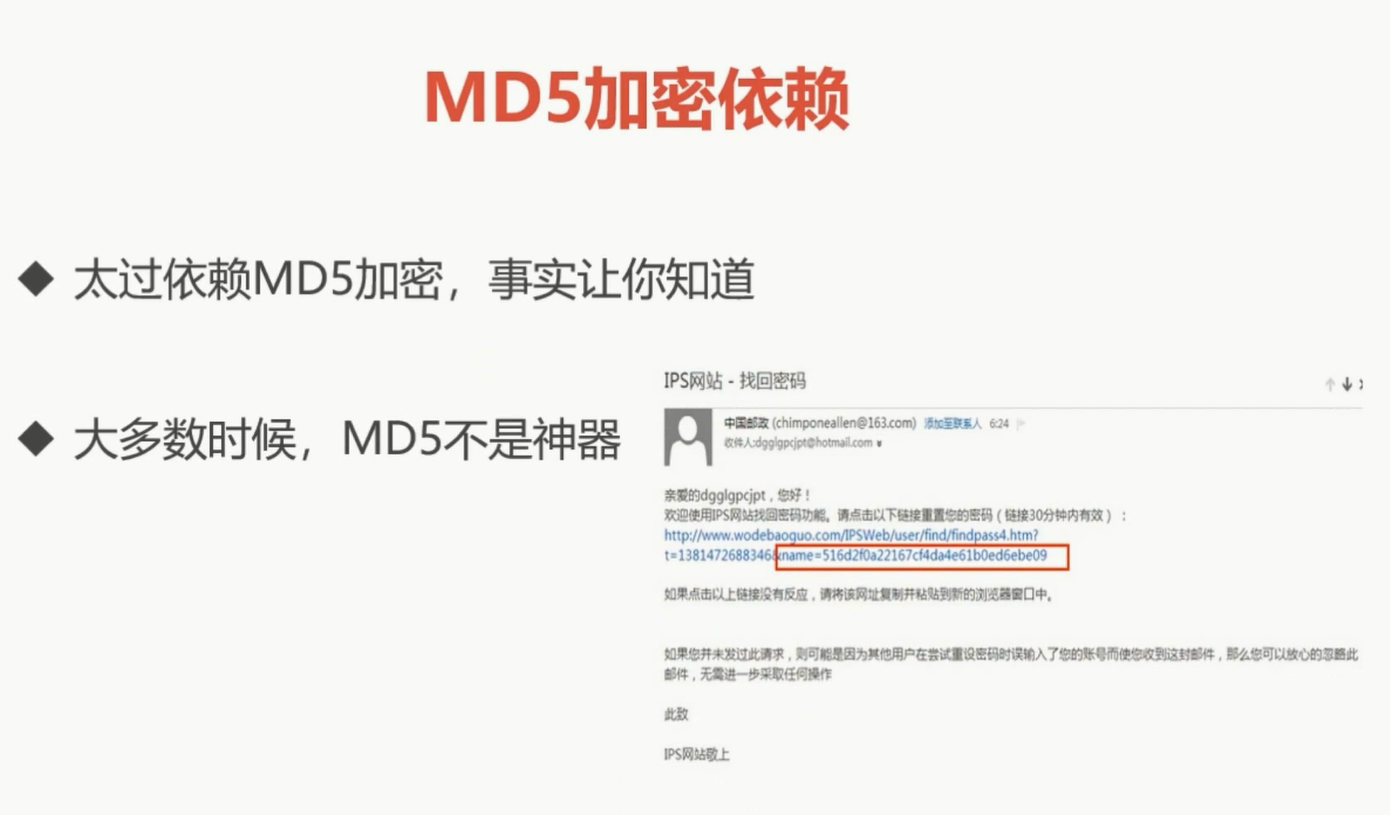 MD5加密依赖
太过依赖MD5加密，事实让你知道
大多数时候，MD5不是神器
IPS网站 - 找回密码
中国邮政 (chimponeallen@163.com) 添加至联系人 6:24
收件人:dgglgpcjpt@hotmail.com
亲爱的dgglgpcjpt，您好！
欢迎使用IPS网站找回密码功能。请点击以下链接重置您的密码（链接30分钟内有效）：
http://www.wodebaoguo.com/IPSWeb/user/find/findpass4.htm?
t=1381472688346&name=516d2f0a22167cf4da4e61b0ed6ebe09
如果点击以上链接没有反应，请将该网址复制并粘贴到新的浏览器窗口中。
如果您并未发过此请求，则可能是因为其他用户在尝试重设密码时误输入了您的账号而使您收到这封邮件，那么您可以放心的忽略此
邮件，无需进一步采取任何操作
此致
IPS网站敬上